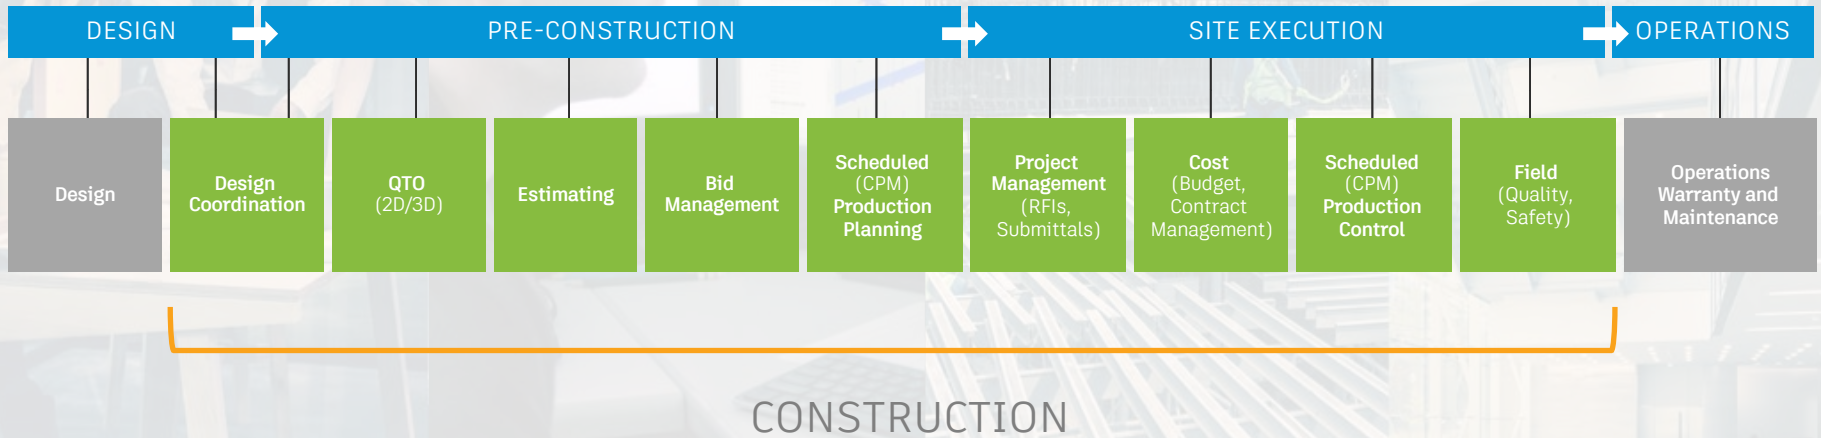 DESIGN
PRE-CONSTRUCTION
SITE EXECUTION
OPERATIONS
Design
Design
Coordination
QTO
(2D/3D)
Estimating
Bid
Management
Scheduled
(CPM)
Production
Planning
Project
Management
(RFIs,
Submittals)
Cost
(Budget,
Contract
Management)
Scheduled
(CPM)
Production
Control
Field
(Quality,
Safety)
Operations
Warranty and
Maintenance
CONSTRUCTION